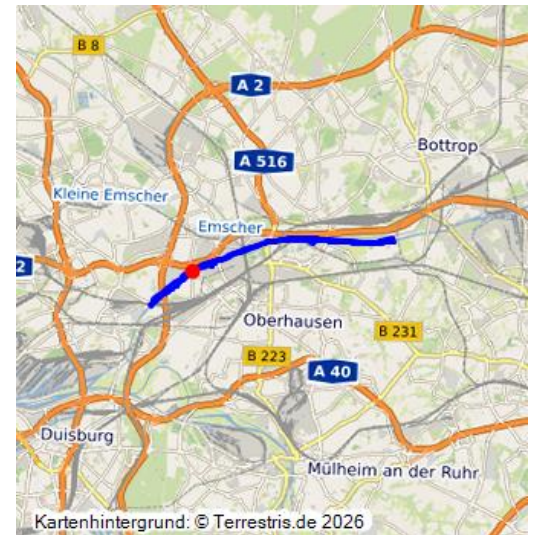 B 8
A 2
Bottrop
A 516
Kleine Emscher
Emscher
2
Oberhausen
B 231
B 223
A 40
Duisburg
Mülheim an der Ruhr
Kartenhintergrund: © Terrestris.de 2026